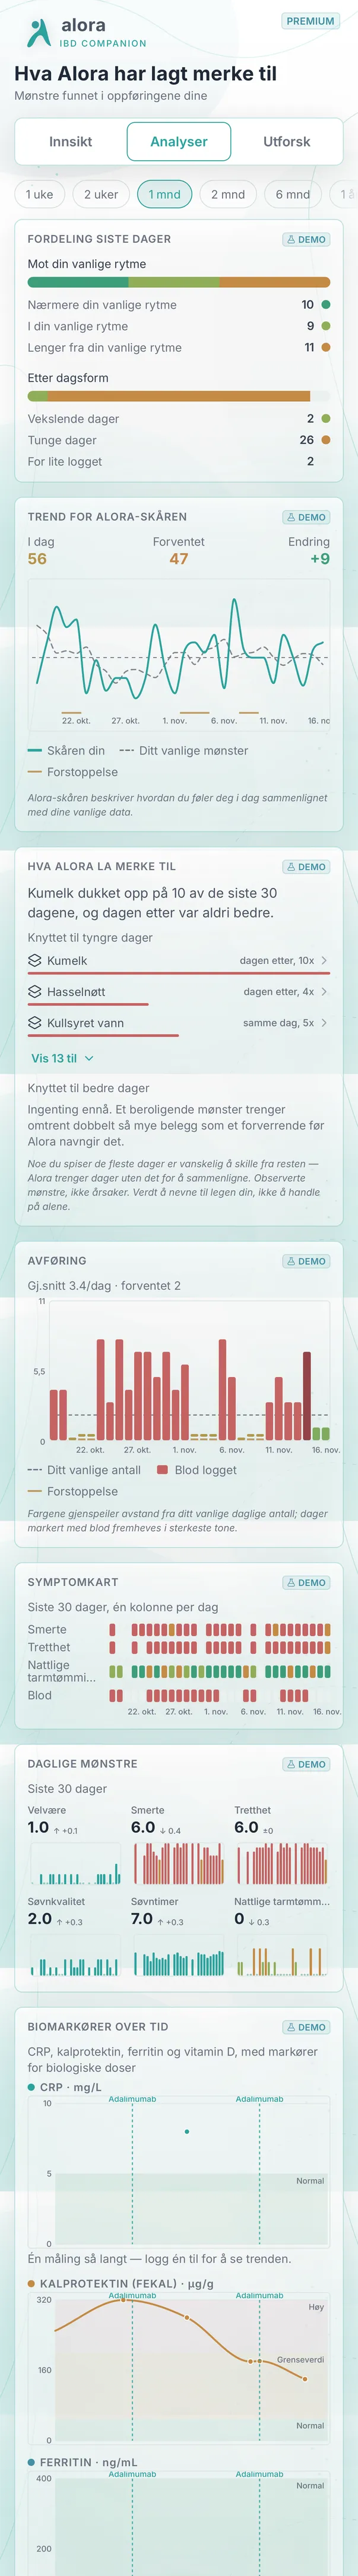 alora
IBD COMPANION
PREMIUM
Hva Alora har lagt merke til
Mønstre funnet i oppføringene dine
Innsikt
Analyser
Utforsk
1 uke
2 uker
1 mnd
2 mnd
6 mnd
1 å
FORDELING SISTE DAGER
DEMO
Mot din vanlige rytme
Nærmere din vanlige rytme 10
I din vanlige rytme 9
Lenger fra din vanlige rytme 11
Etter dagsform
Vekslende dager 2
Tunge dager 26
For lite logget 2
TREND FOR ALORA-SKÅREN
DEMO
I dag Forventet Endring
56 47 +9
22. okt. 27. okt. 1. nov. 6. nov. 11. nov. 16. no
Skåren din Ditt vanlige mønster
Forstoppelse
Alora-skåren beskriver hvordan du føler deg i dag sammenlignet
med dine vanlige data.
HVA ALORA LA MERKE TIL
DEMO
Kumelk dukket opp på 10 av de siste 30
dagene, og dagen etter var aldri bedre.
Knyttet til tyngre dager
Kumelk dagen etter, 10x
Hasselnøtt dagen etter, 4x
Kullsyret vann samme dag, 5x
Vis 13 til
Knyttet til bedre dager
Ingenting ennå. Et beroligende mønster trenger
omtrent dobbelt så mye belegg som et forverrende før
Alora navngir det.
Noe du spiser de fleste dager er vanskelig å skille fra resten —
Alora trenger dager uten det for å sammenligne. Observerte
mønstre, ikke årsaker. Verdt å nevne til legen din, ikke å handle
på alene.
AVFØRING
DEMO
Gj.snitt 3.4/dag · forventet 2
11
5,5
0
22. okt. 27. okt. 1. nov. 6. nov. 11. nov. 16. nov.
Ditt vanlige antall Blod logget
Forstoppelse
Fargene gjenspeiler avstand fra ditt vanlige daglige antall; dager
markert med blod fremheves i sterkeste tone.
SYMPTOMKART
DEMO
Siste 30 dager, én kolonne per dag
Smerte
Tretthet
Nattlige
tarmtømmi...
Blod
22. okt. 27. okt. 1. nov. 6. nov. 11. nov. 16. nov.
DAGLIGE MØNSTRE
DEMO
Siste 30 dager
Velvære Smerte Tretthet
1.0 ↑ +0.1 6.0 ↓ 0.4 6.0 ±0
Søvnkvalitet Søvntimer Nattlige tarmtømm...
2.0 ↑ +0.3 7.0 ↑ +0.3 0 ↓ 0.3
BIOMARKØRER OVER TID
DEMO
CRP, kalprotektin, ferritin og vitamin D, med markører
for biologiske doser
CRP · mg/L
Adalimumab Adalimumab
10
5
Normal
0
Én måling så langt — logg én til for å se trenden.
KALPROTEKTIN (FEKAL) · µg/g
Adalimumab Adalimumab
320
Høy
Grenseverdi
160
Normal
0
FERRITIN · ng/mL
Adalimumab Adalimumab
400
Normal
200